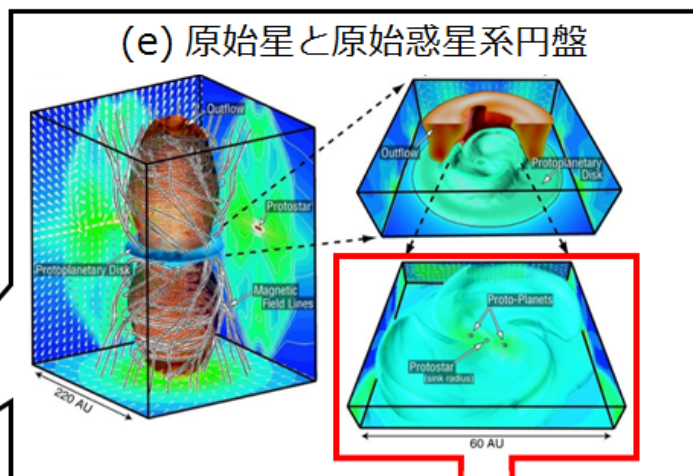 (e) 原始星と原始惑星系円盤
Outflow
Protostar
Protoplanetary Disk
Magnetic
Field Lines
220 AU
Outflow
Protoplanetary
Disk
Proto-Planets
Protostar
(sink radius)
60 AU